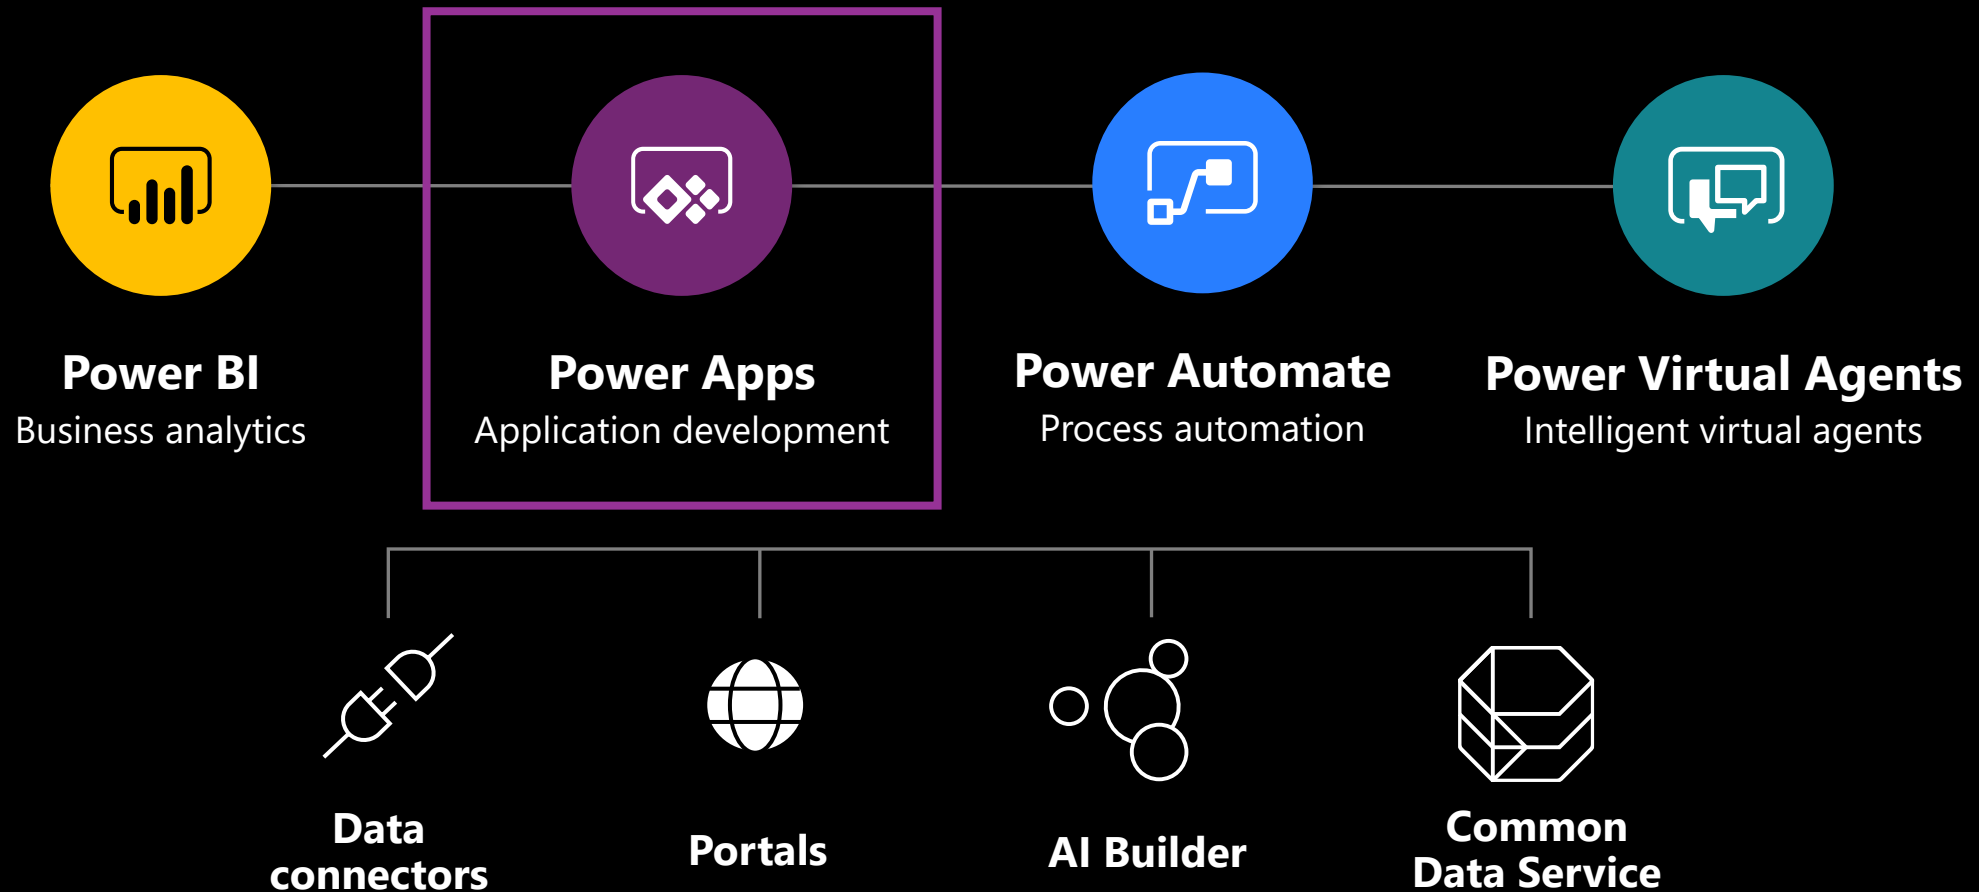 Power BI
Business analytics
Power Apps
Application development
Power Automate
Process automation
Power Virtual Agents
Intelligent virtual agents
Data
connectors
Portals
AI Builder
Common
Data Service